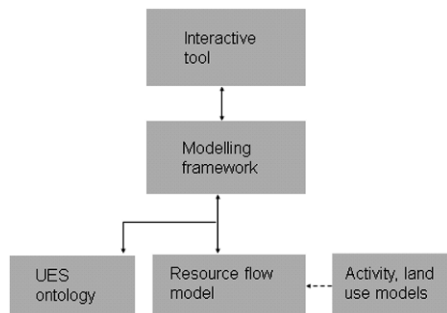 Interactive
tool
Modelling
framework
UES
ontology
Resource flow
model
Activity, land
use models